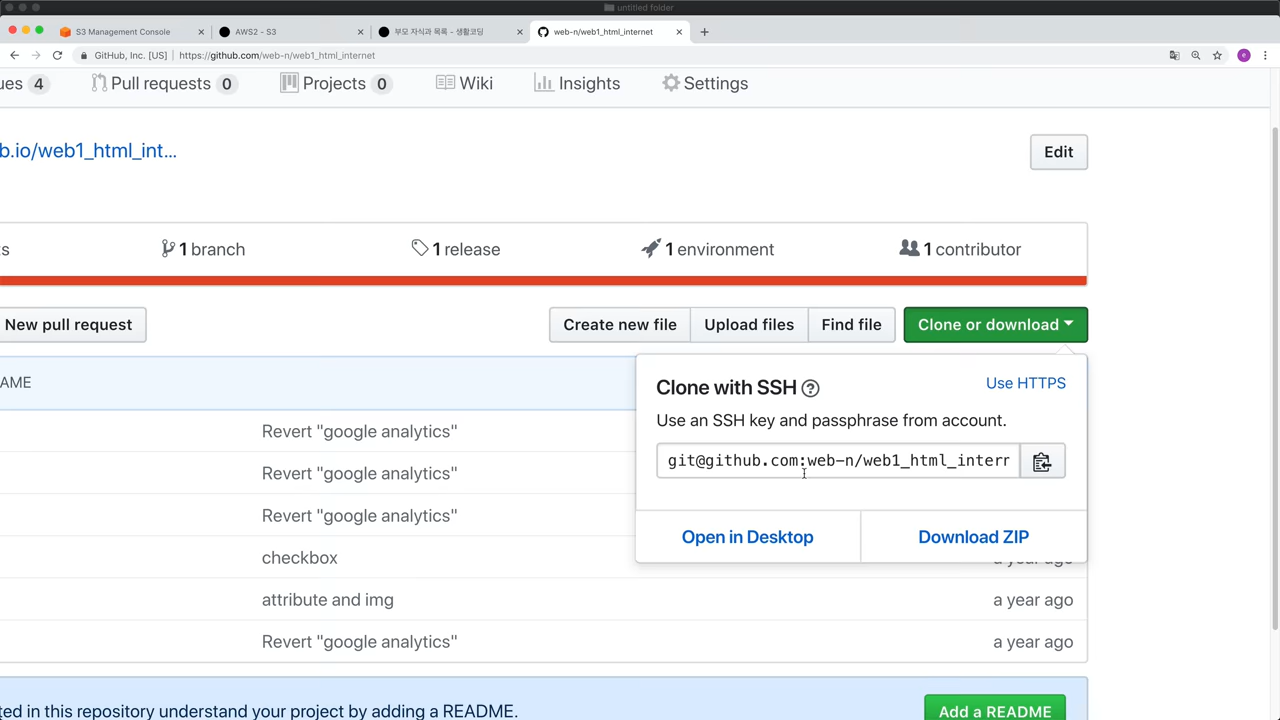 untitled folder
S3 Management Console
AWS2 - S3
부모 자식과 목록 - 생활코딩
web-n/web1_html_internet
GitHub, Inc. [US]
https://github.com/web-n/web1_html_internet
ues 4
Pull requests 0
Projects 0
Wiki
Insights
Settings
b.io/web1_html_int...
Edit
ts
1 branch
1 release
1 environment
1 contributor
New pull request
Create new file
Upload files
Find file
Clone or download
AME
Clone with SSH
Use HTTPS
Use an SSH key and passphrase from account.
git@github.com:web-n/web1_html_interr
Open in Desktop
Download ZIP
Revert "google analytics"
Revert "google analytics"
Revert "google analytics"
checkbox
a year ago
attribute and img
a year ago
Revert "google analytics"
a year ago
ted in this repository understand your project by adding a README.
Add a README